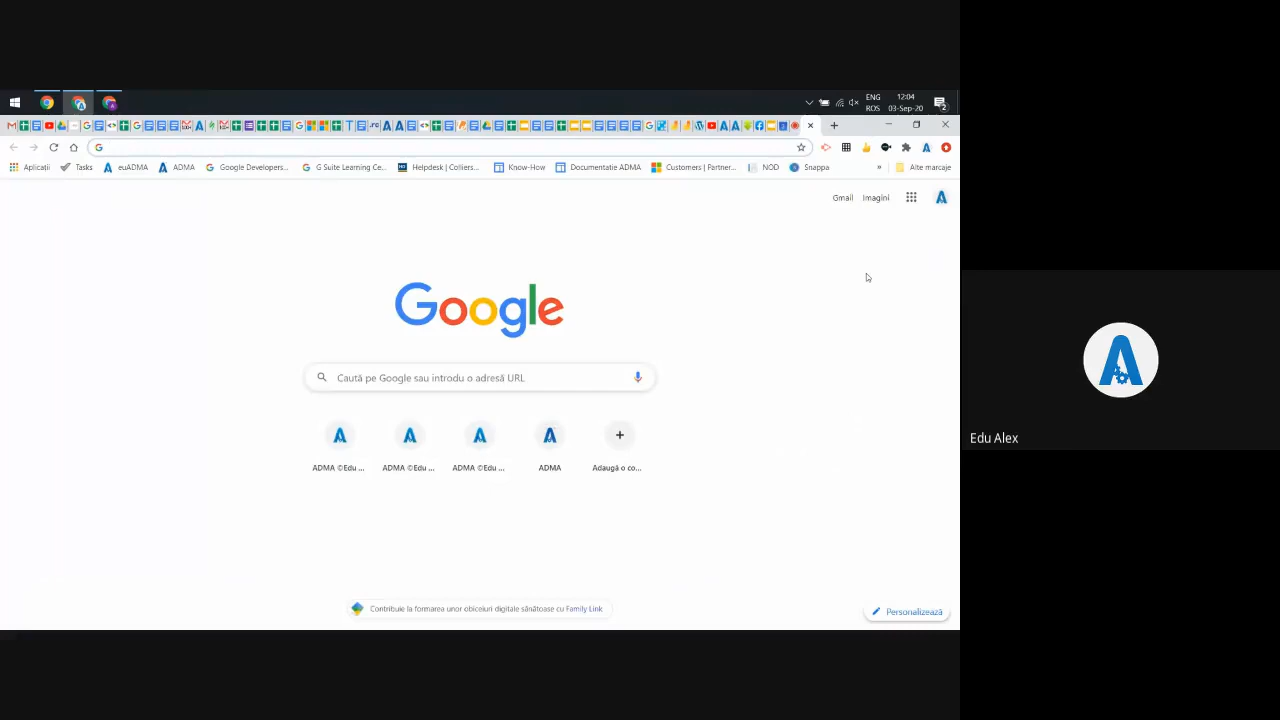 ENG
ROS
12:04
03-Sep-20
2
Aplicații
Tasks
euADMA
ADMA
Google Developers...
G Suite Learning Ce...
Helpdesk | Colliers...
Know-How
Documentatie ADMA
Customers | Partner...
NOD
Snappa
»
Alte marcaje
Gmail
Imagini
Google
Caută pe Google sau introdu o adresă URL
ADMA ©Edu ...
ADMA ©Edu ...
ADMA ©Edu ...
ADMA
Adaugă o co...
Edu Alex
Contribuie la formarea unor obiceiuri digitale sănătoase cu Family Link
Personalizează